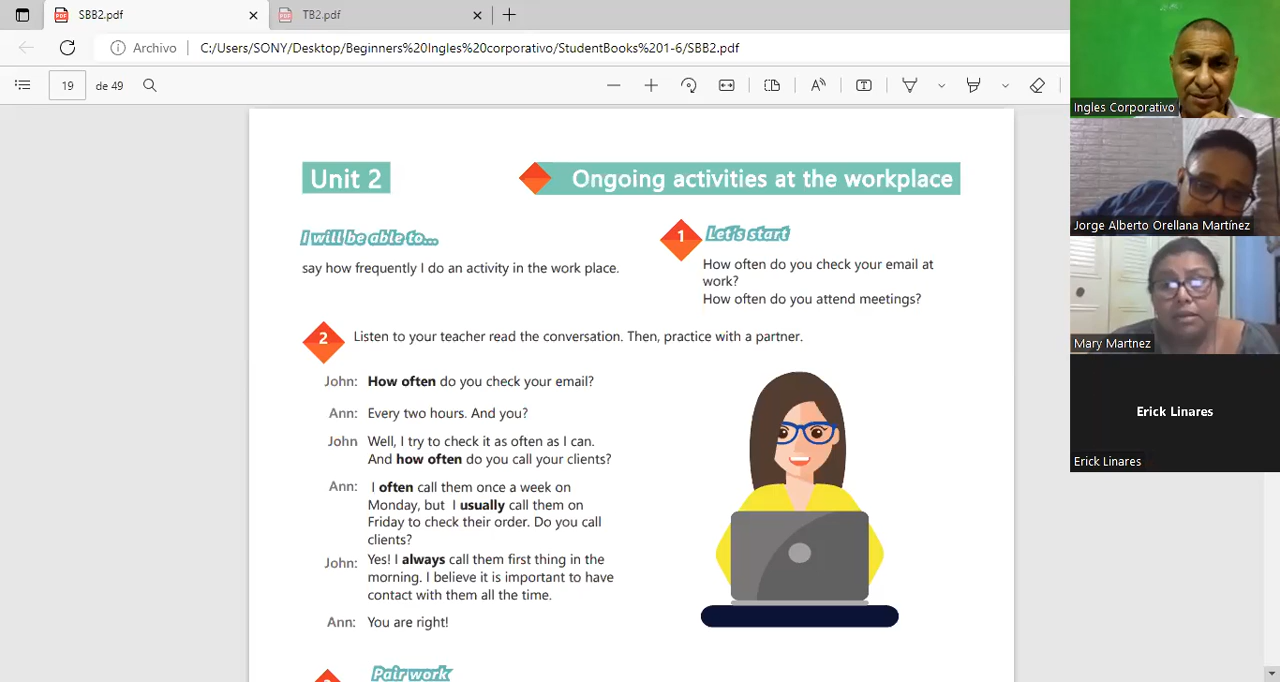 SBB2.pdf
TB2.pdf
Archivo
C:/Users/SONY/Desktop/Beginners%20Ingles%20corporativo/StudentBooks%201-6/SBB2.pdf
19
de 49
Unit 2
Ongoing activities at the workplace
I will be able to...
say how frequently I do an activity in the work place.
1
Let's start
How often do you check your email at
work?
How often do you attend meetings?
2
Listen to your teacher read the conversation. Then, practice with a partner.
John: How often do you check your email?
Ann: Every two hours. And you?
John Well, I try to check it as often as I can.
And how often do you call your clients?
Ann: I often call them once a week on
Monday, but I usually call them on
Friday to check their order. Do you call
clients?
John: Yes! I always call them first thing in the
morning. I believe it is important to have
contact with them all the time.
Ann: You are right!
Pair work
Ingles Corporativo
Jorge Alberto Orellana Martínez
Mary Martnez
Erick Linares
Erick Linares